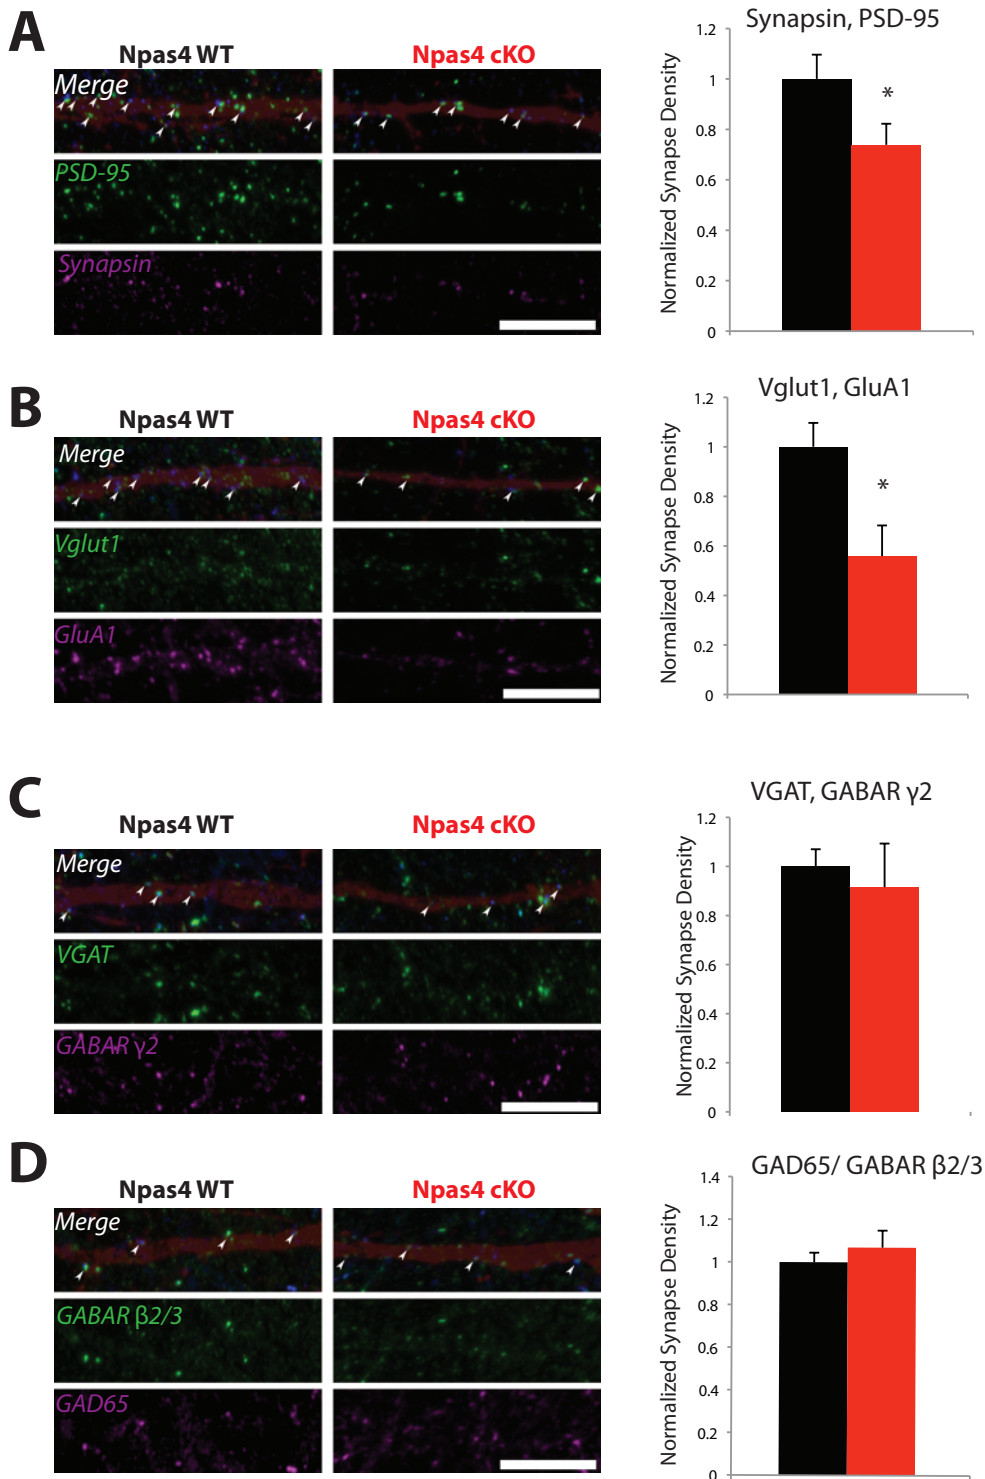 A
Npas4 WT
Npas4 cKO
Merge
PSD-95
Synapsin
Synapsin, PSD-95
Normalized Synapse Density
1.2
1
0.8
0.6
0.4
0.2
0
*
B
Npas4 WT
Npas4 cKO
Merge
Vglut1
GluA1
Vglut1, GluA1
Normalized Synapse Density
1.2
1
0.8
0.6
0.4
0.2
0
*
C
Npas4 WT
Npas4 cKO
Merge
VGAT
GABAR γ2
VGAT, GABAR γ2
Normalized Synapse Density
1.2
1
0.8
0.6
0.4
0.2
0
D
Npas4 WT
Npas4 cKO
Merge
GABAR β2/3
GAD65
GAD65/ GABAR β2/3
Normalized Synapse Density
1.4
1.2
1
0.8
0.6
0.4
0.2
0